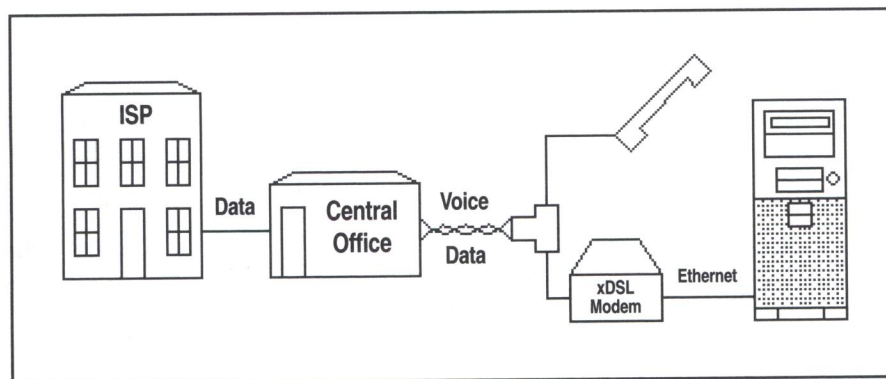 ISP
Data
Central
Office
Voice
Data
xDSL
Modem
Ethernet